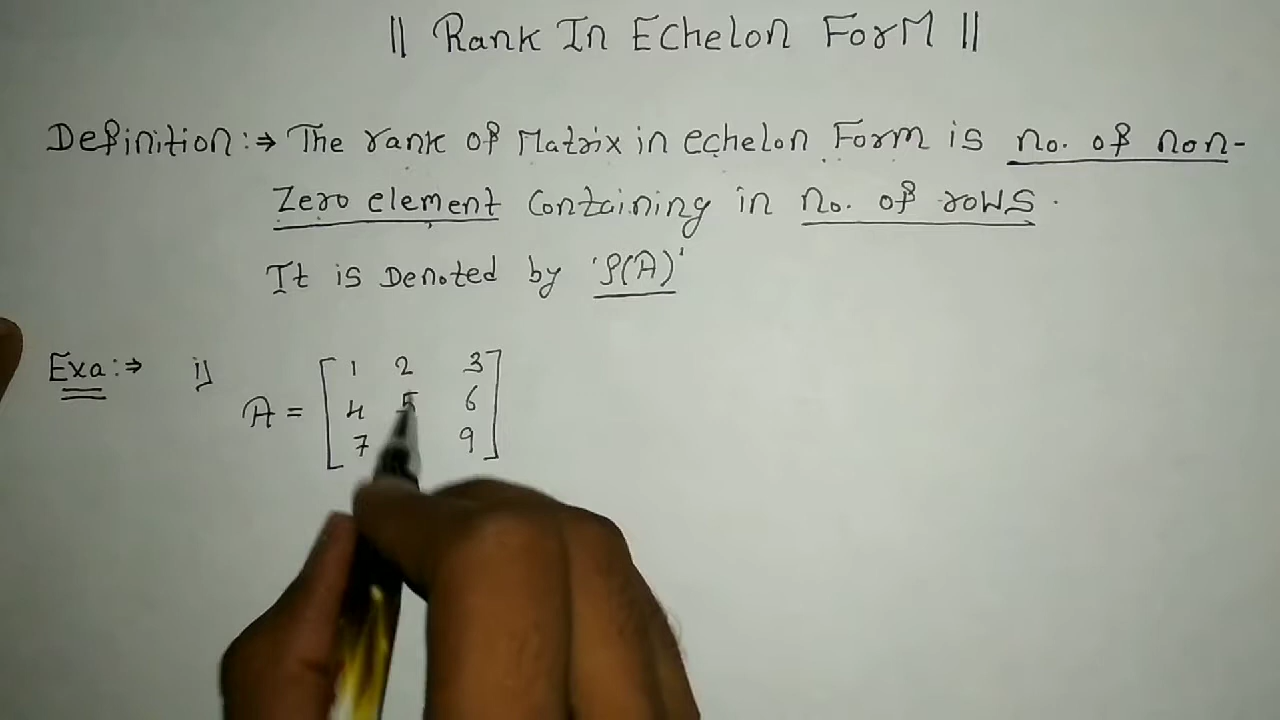 || Rank In Echelon Form ||
Definition :⇒ The rank of Matrix in echelon Form is no. of non-
Zero element Containing in no. of rows.
It is Denoted by 'ρ(A)'
Exa :⇒ i)
A = [ 1 2 3
4 5 6
7 9 ]